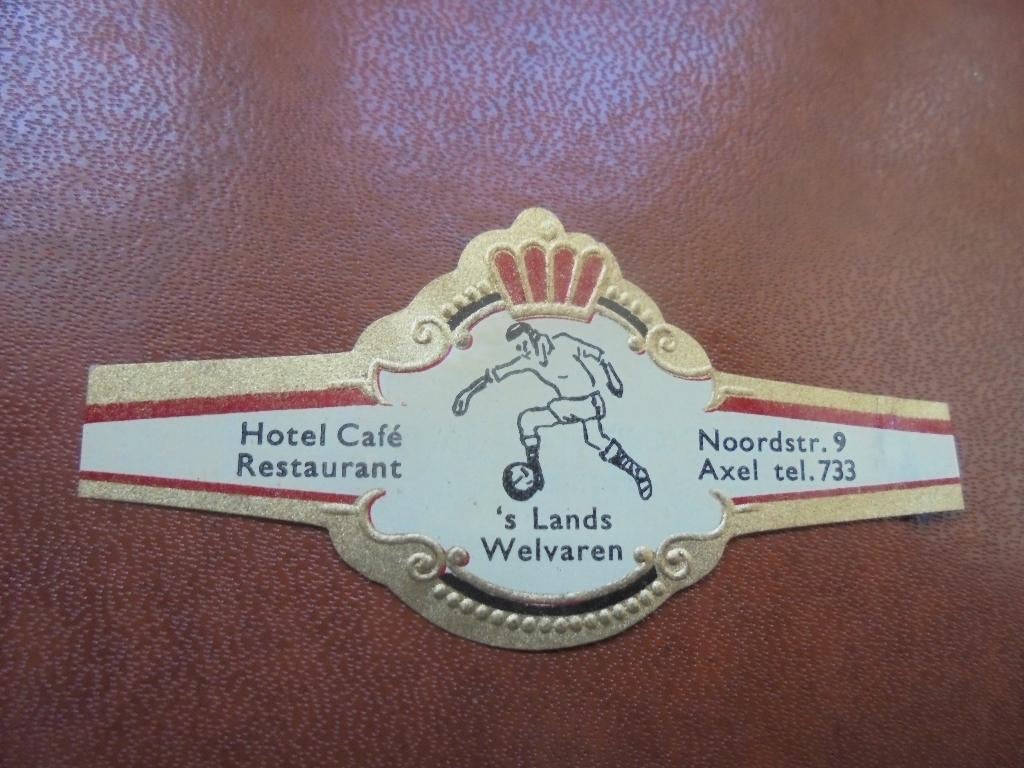 Hotel Café
Restaurant
's Lands
Welvaren
Noordstr. 9
Axel tel. 733